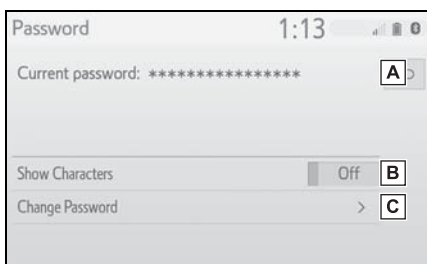 Password 1:13
Current password: **************** A
Show Characters Off B
Change Password > C